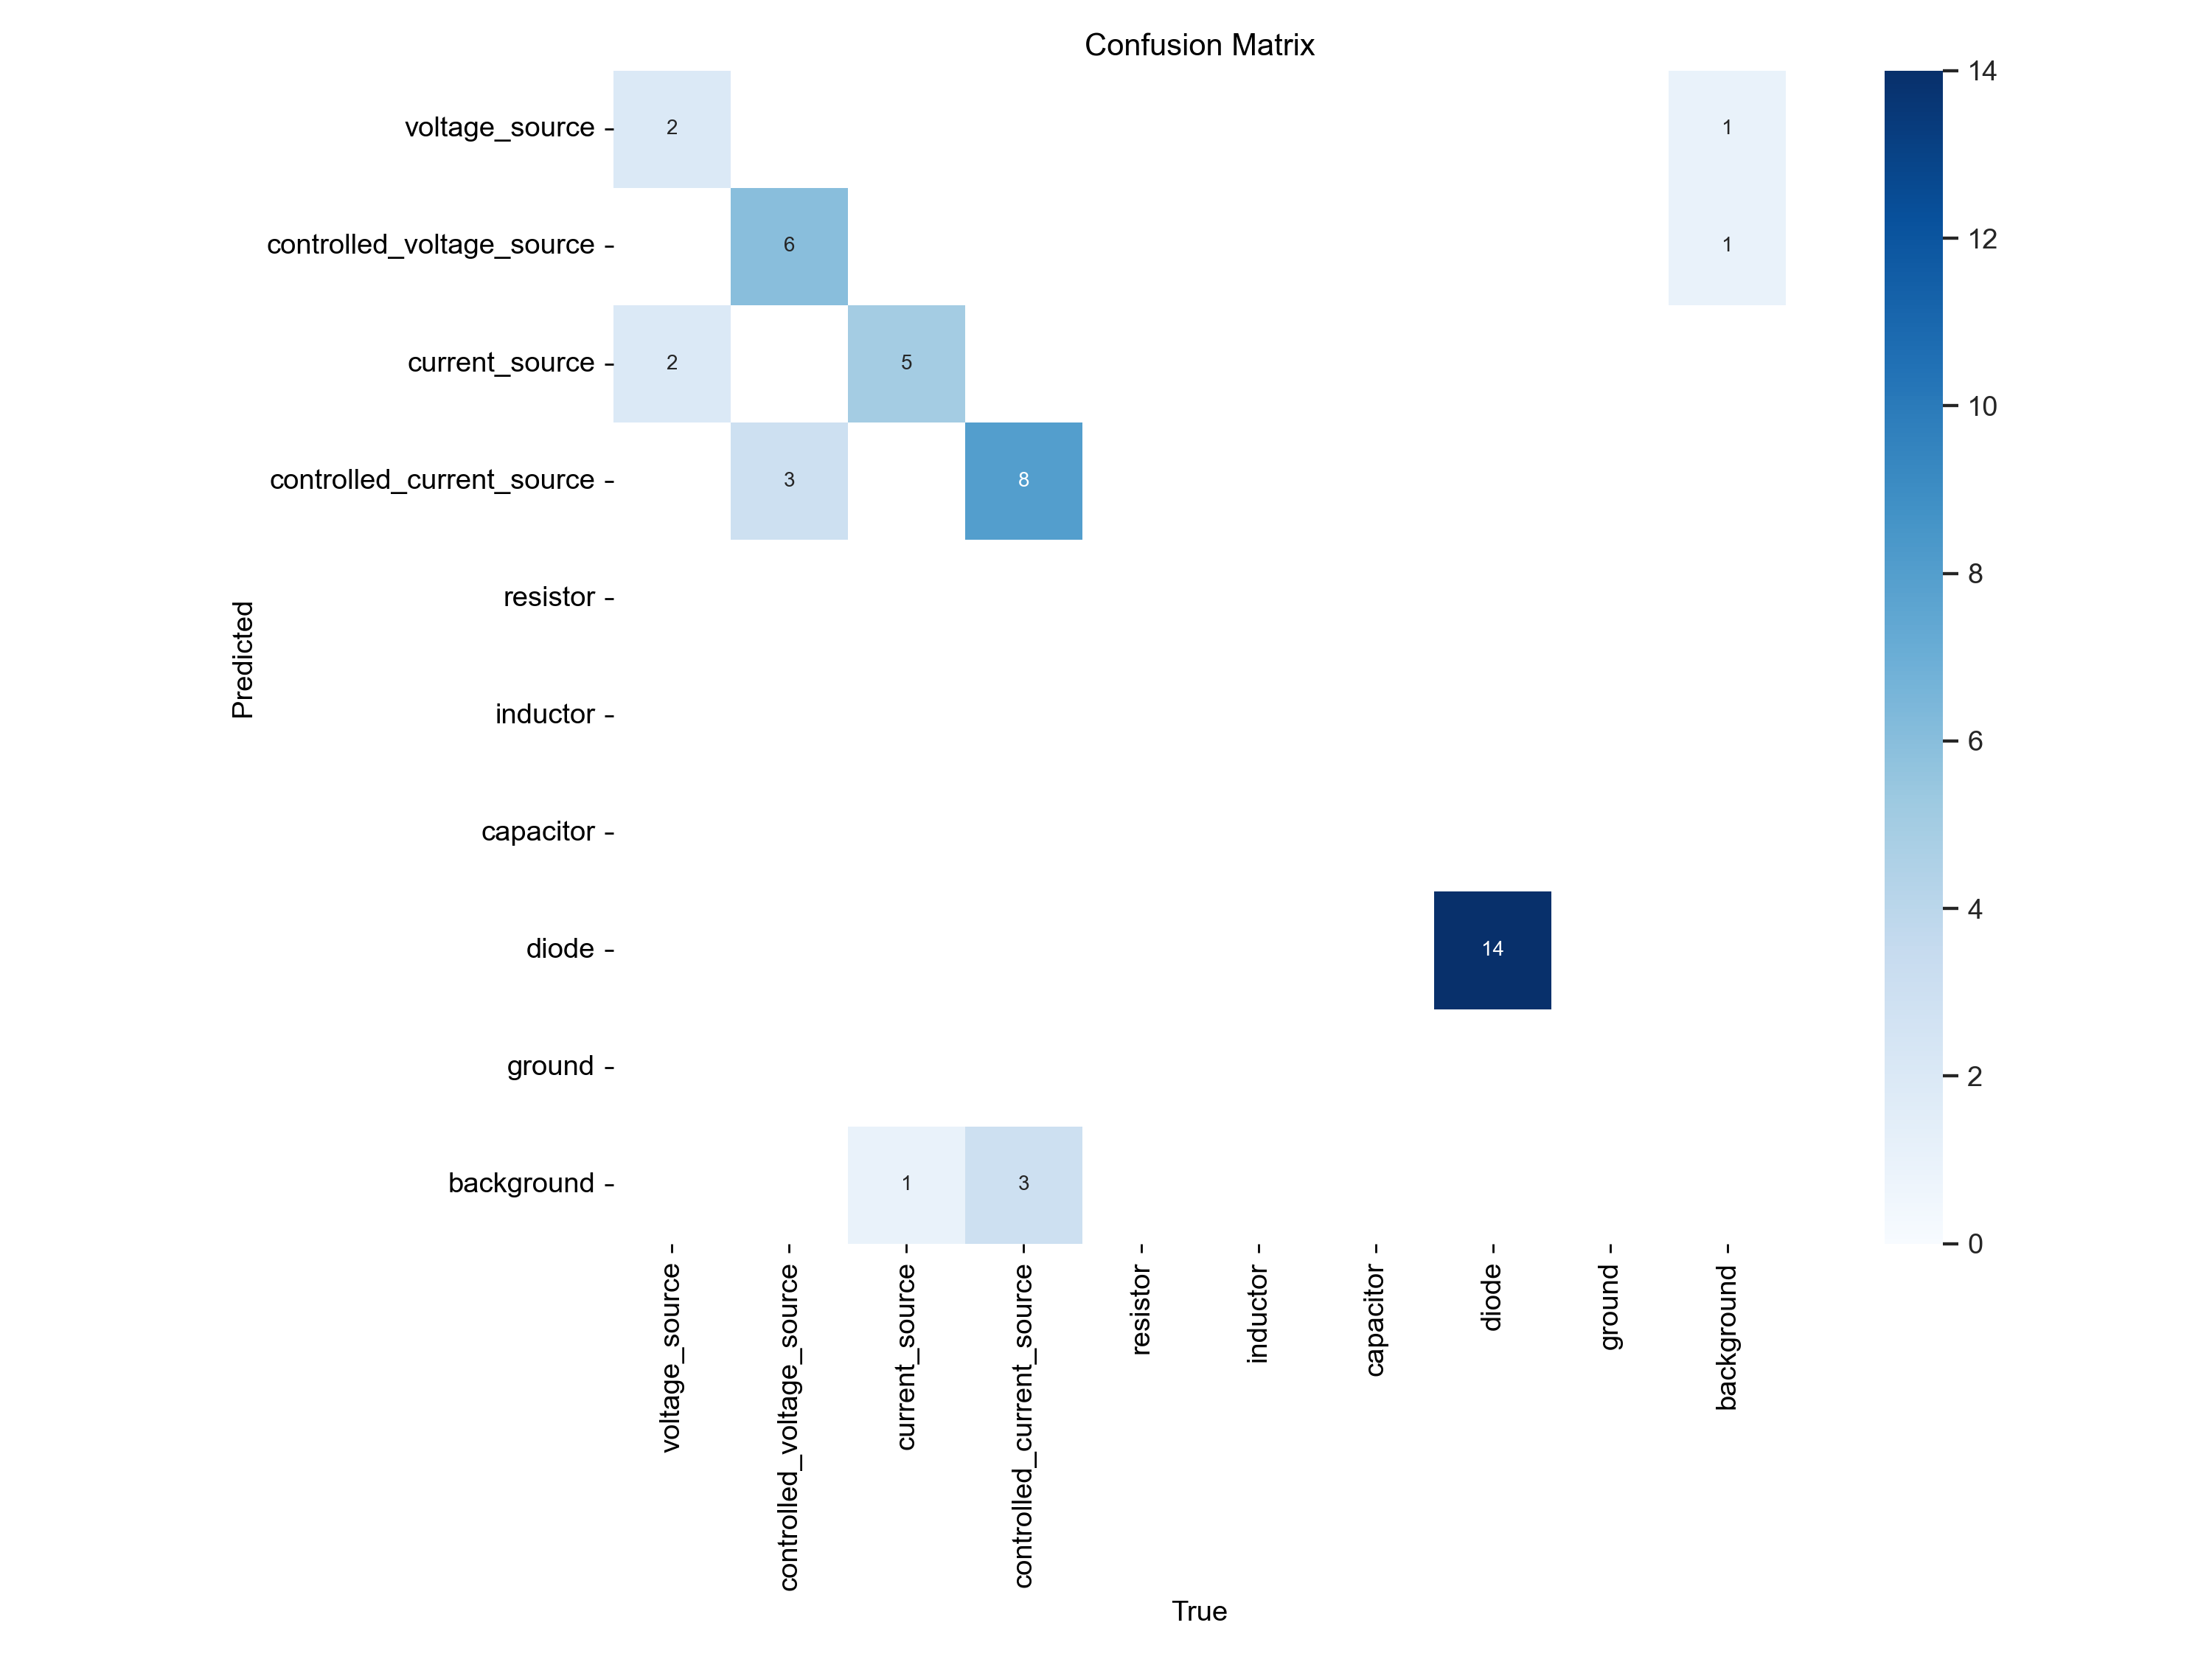 Confusion Matrix
voltage_source 2 1
controlled_voltage_source 6 1
current_source 2 5
controlled_current_source 3 8
resistor
inductor
capacitor
diode 14
ground
background 1 3
Predicted
voltage_source
controlled_voltage_source
current_source
controlled_current_source
resistor
inductor
capacitor
diode
ground
background
True
14
12
10
8
6
4
2
0